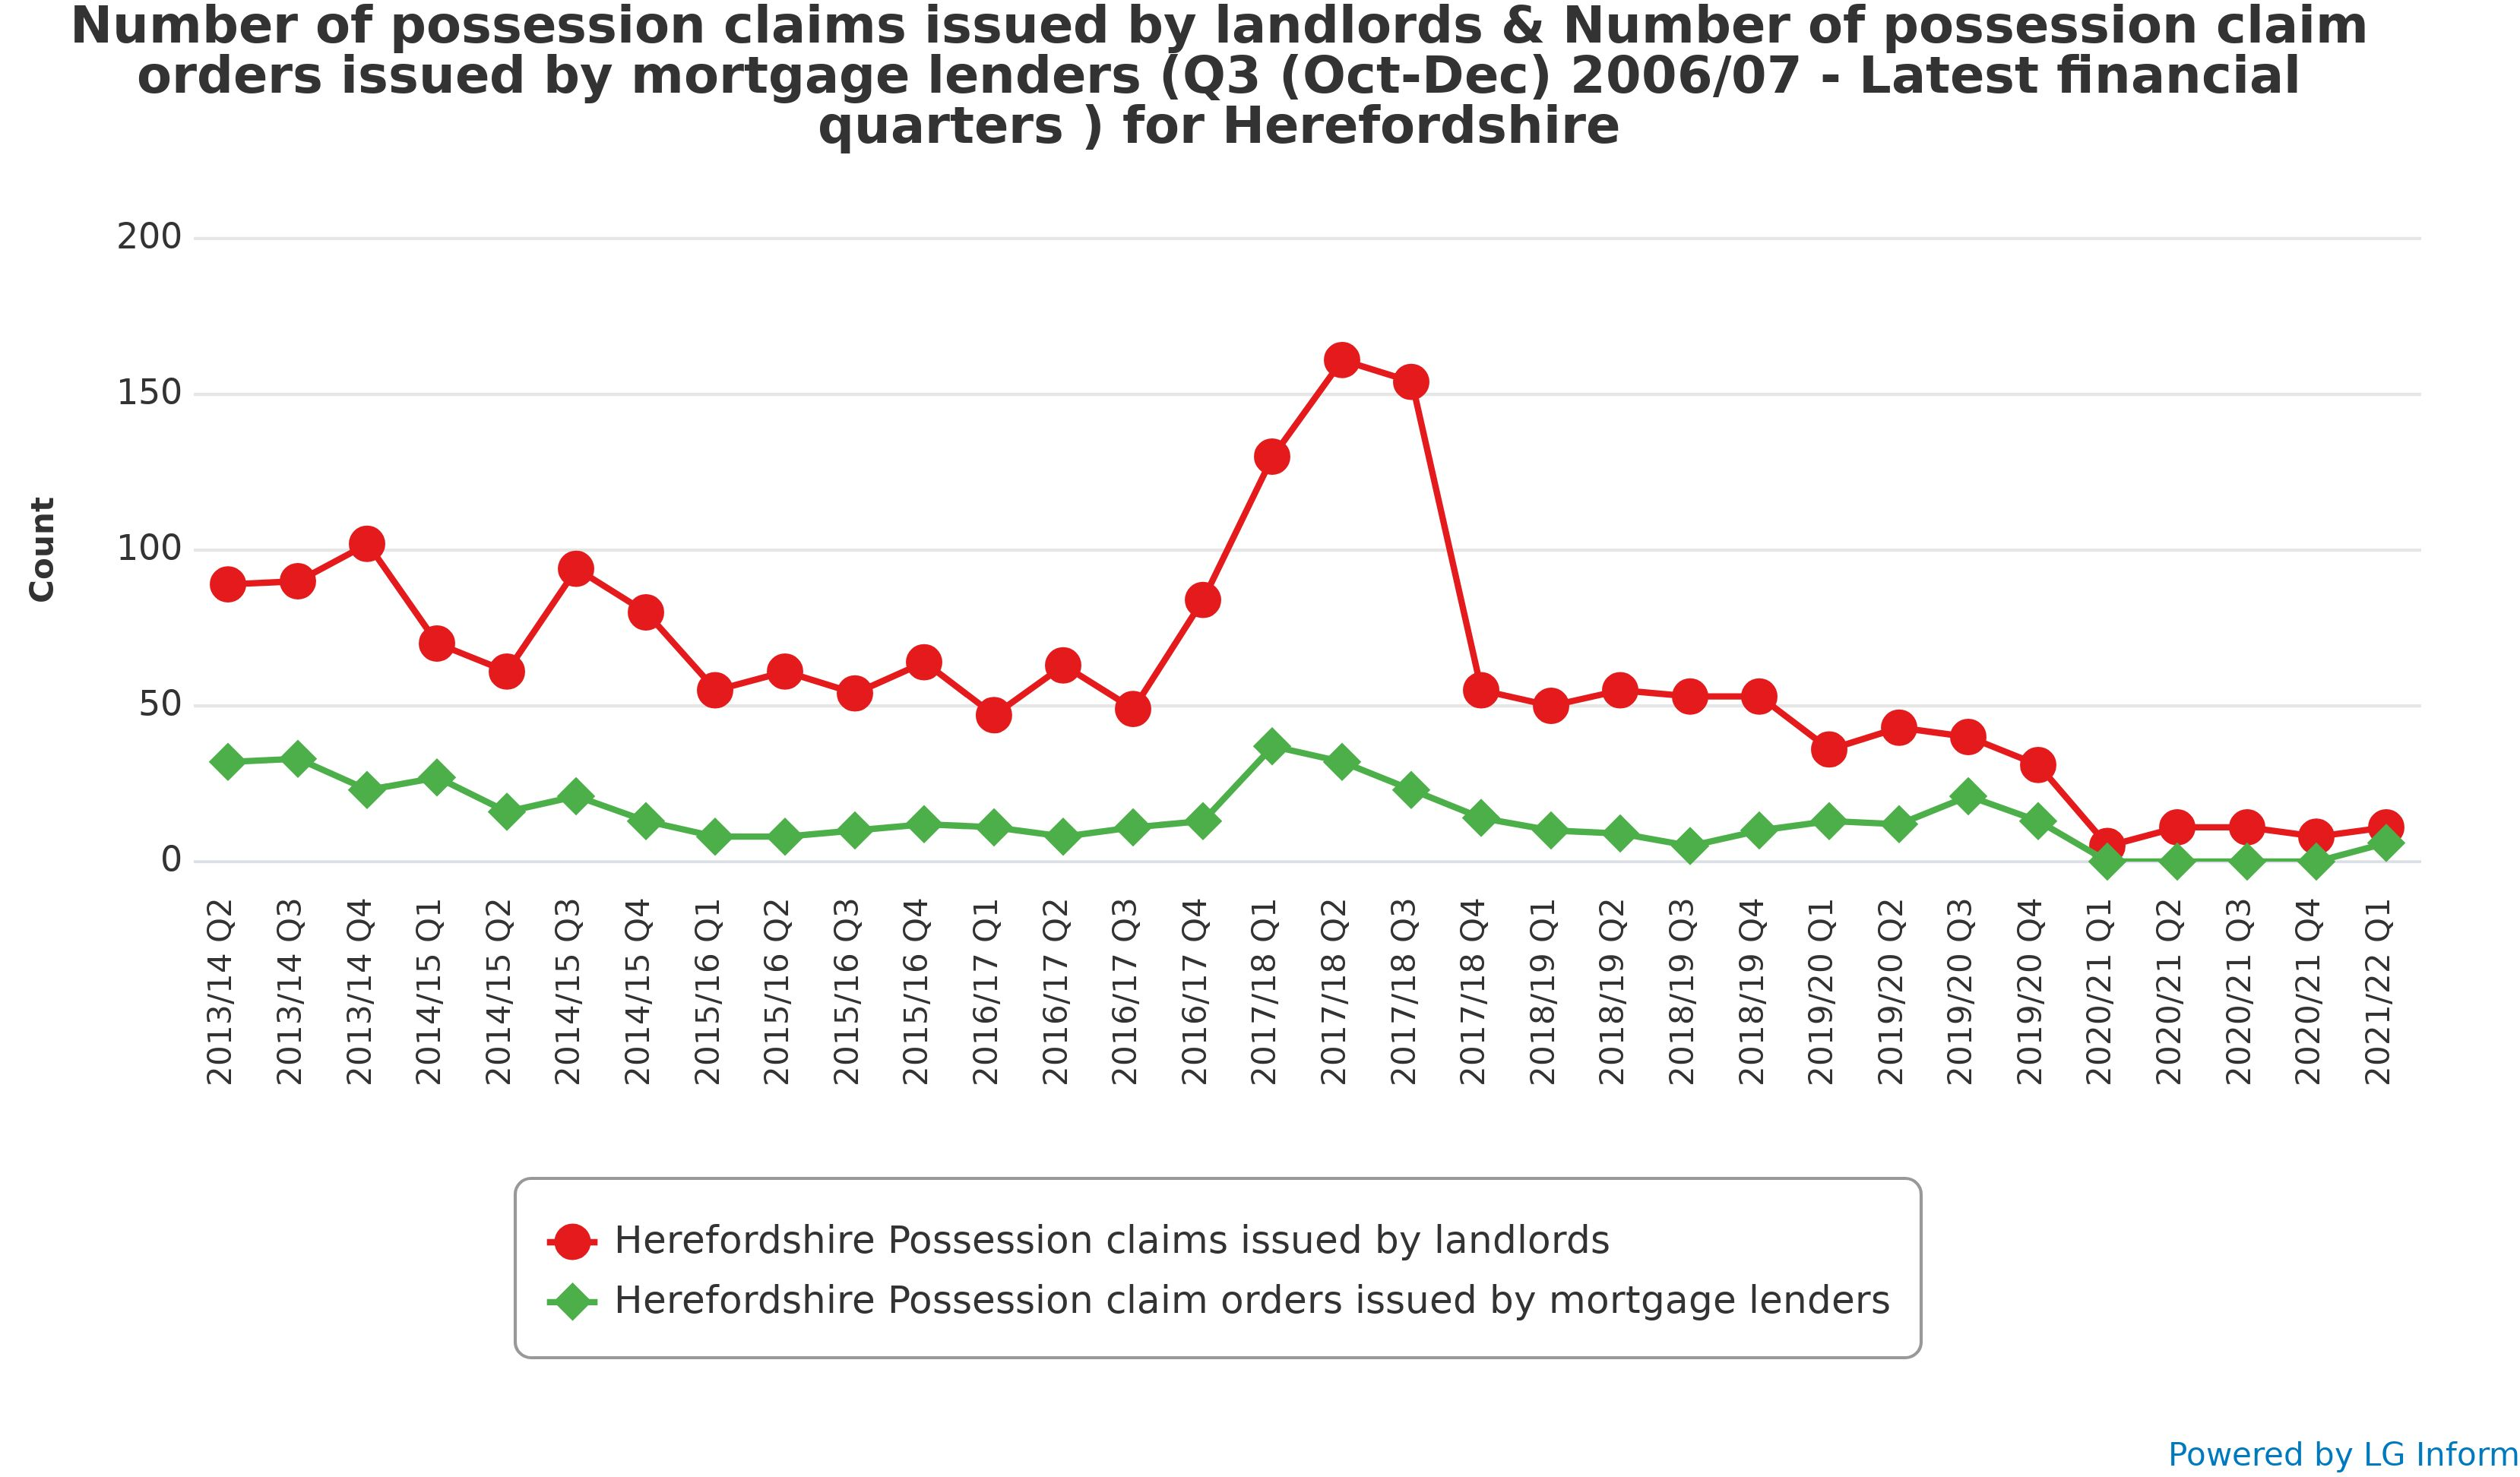 Number of possession claims issued by landlords & Number of possession claim
orders issued by mortgage lenders (Q3 (Oct-Dec) 2006/07 - Latest financial
quarters ) for Herefordshire
200
150
100
50
0
Count
2013/14 Q2
2013/14 Q3
2013/14 Q4
2014/15 Q1
2014/15 Q2
2014/15 Q3
2014/15 Q4
2015/16 Q1
2015/16 Q2
2015/16 Q3
2015/16 Q4
2016/17 Q1
2016/17 Q2
2016/17 Q3
2016/17 Q4
2017/18 Q1
2017/18 Q2
2017/18 Q3
2017/18 Q4
2018/19 Q1
2018/19 Q2
2018/19 Q3
2018/19 Q4
2019/20 Q1
2019/20 Q2
2019/20 Q3
2019/20 Q4
2020/21 Q1
2020/21 Q2
2020/21 Q3
2020/21 Q4
2021/22 Q1
Herefordshire Possession claims issued by landlords
Herefordshire Possession claim orders issued by mortgage lenders
Powered by LG Inform